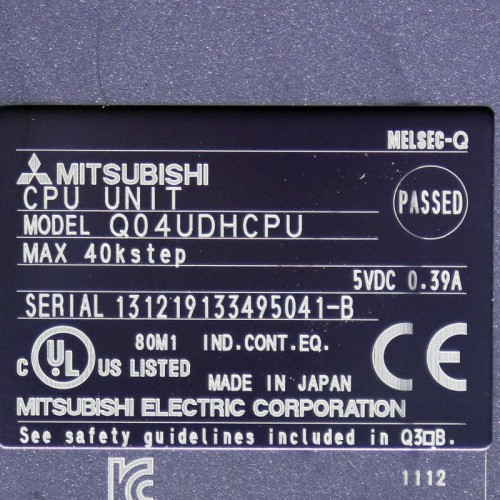 MELSEC-Q
MITSUBISHI
CPU UNIT
MODEL Q04UDHCPU
PASSED
MAX 40kstep
5VDC 0.39A
SERIAL 131219133495041-B
80M1 IND.CONT.EQ.
C UL US LISTED
CE
MADE IN JAPAN
MITSUBISHI ELECTRIC CORPORATION
See safety guidelines included in Q3□B.
1112